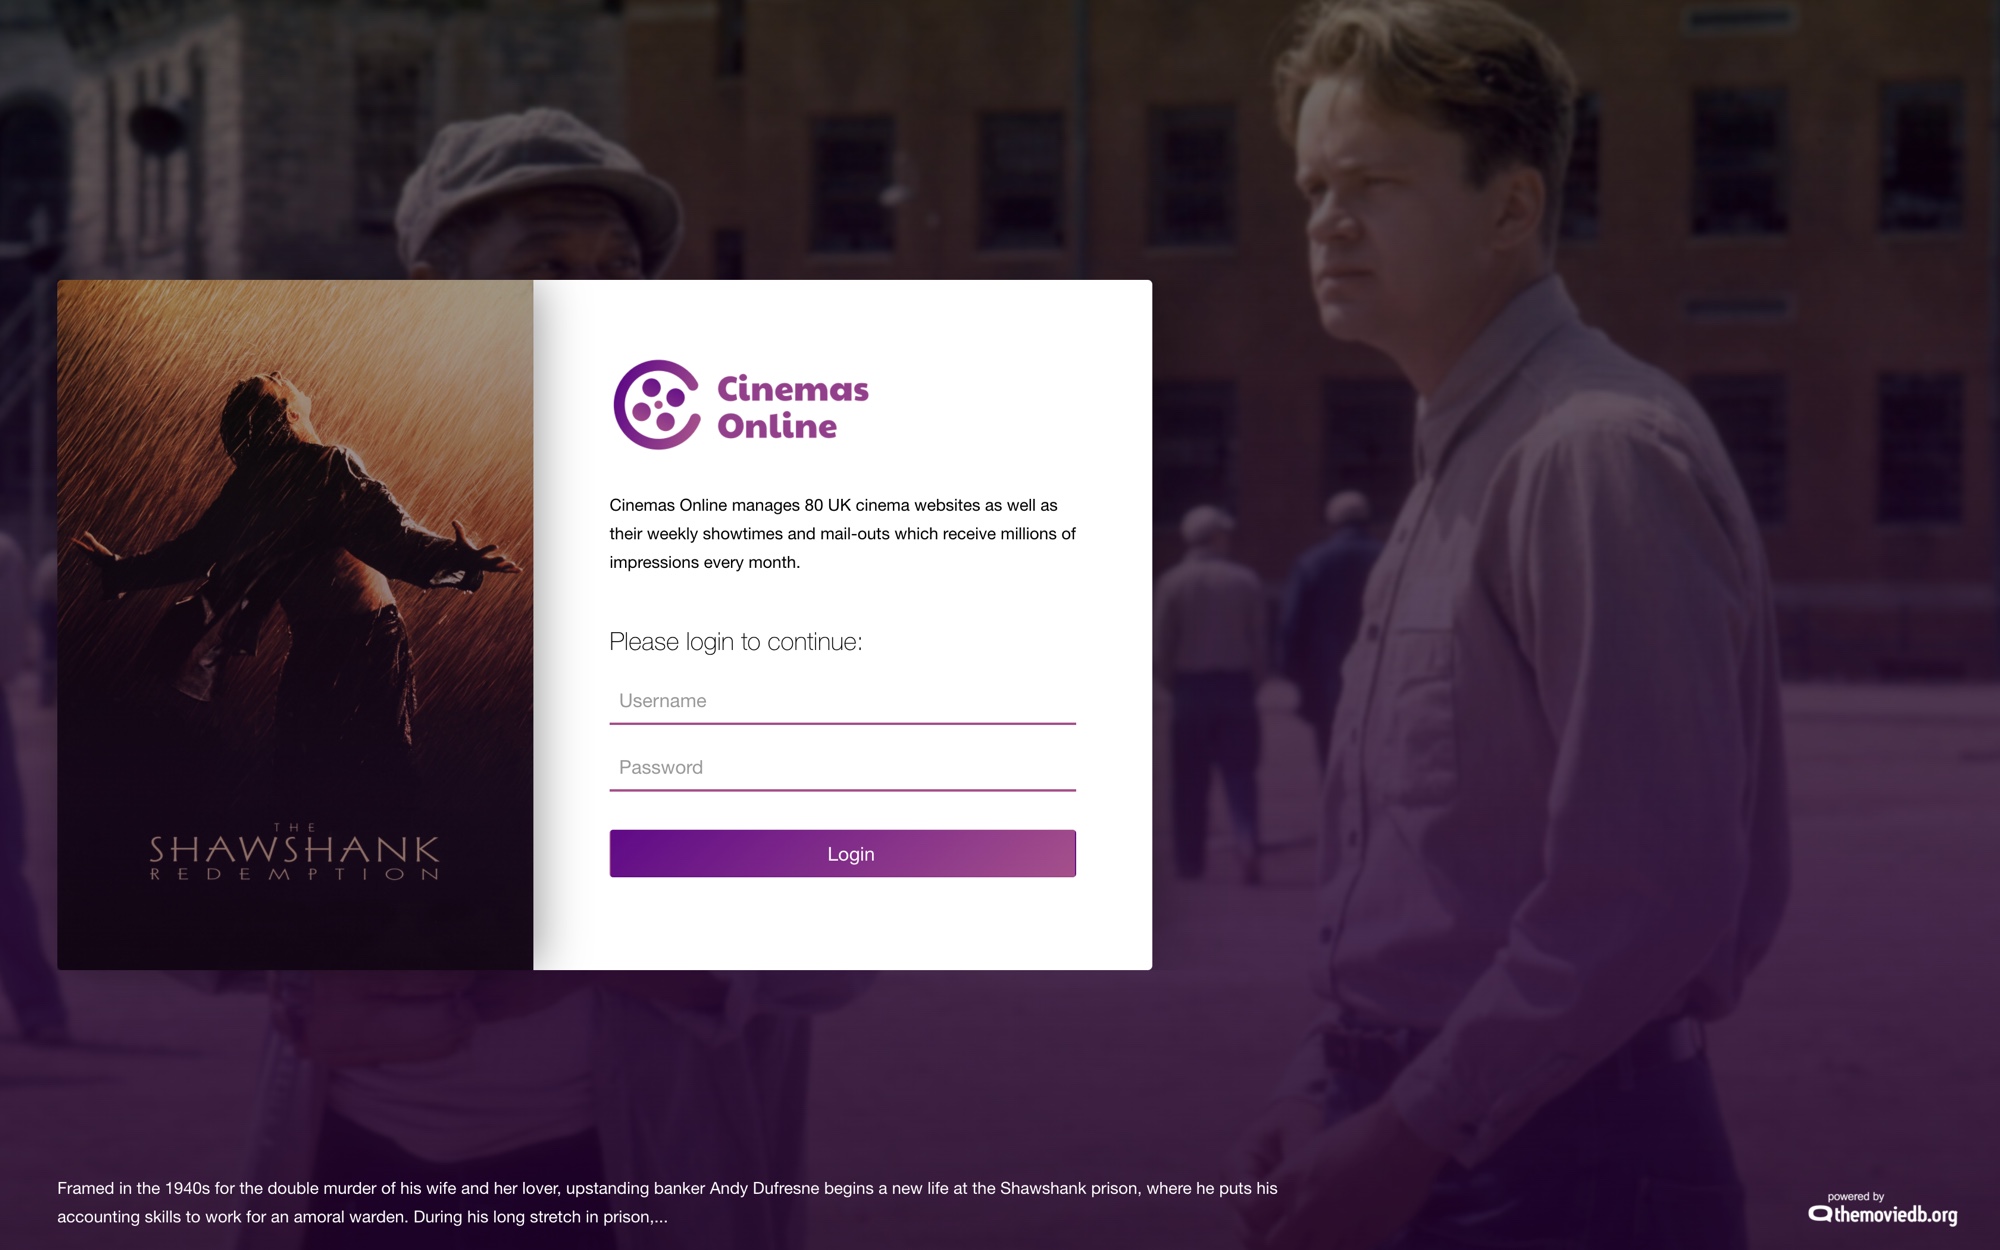 THE
SHAWSHANK
REDEMPTION
Cinemas
Online
Cinemas Online manages 80 UK cinema websites as well as
their weekly showtimes and mail-outs which receive millions of
impressions every month.
Please login to continue:
Username
Password
Login
Framed in the 1940s for the double murder of his wife and her lover, upstanding banker Andy Dufresne begins a new life at the Shawshank prison, where he puts his
accounting skills to work for an amoral warden. During his long stretch in prison,...
powered by
themoviedb.org